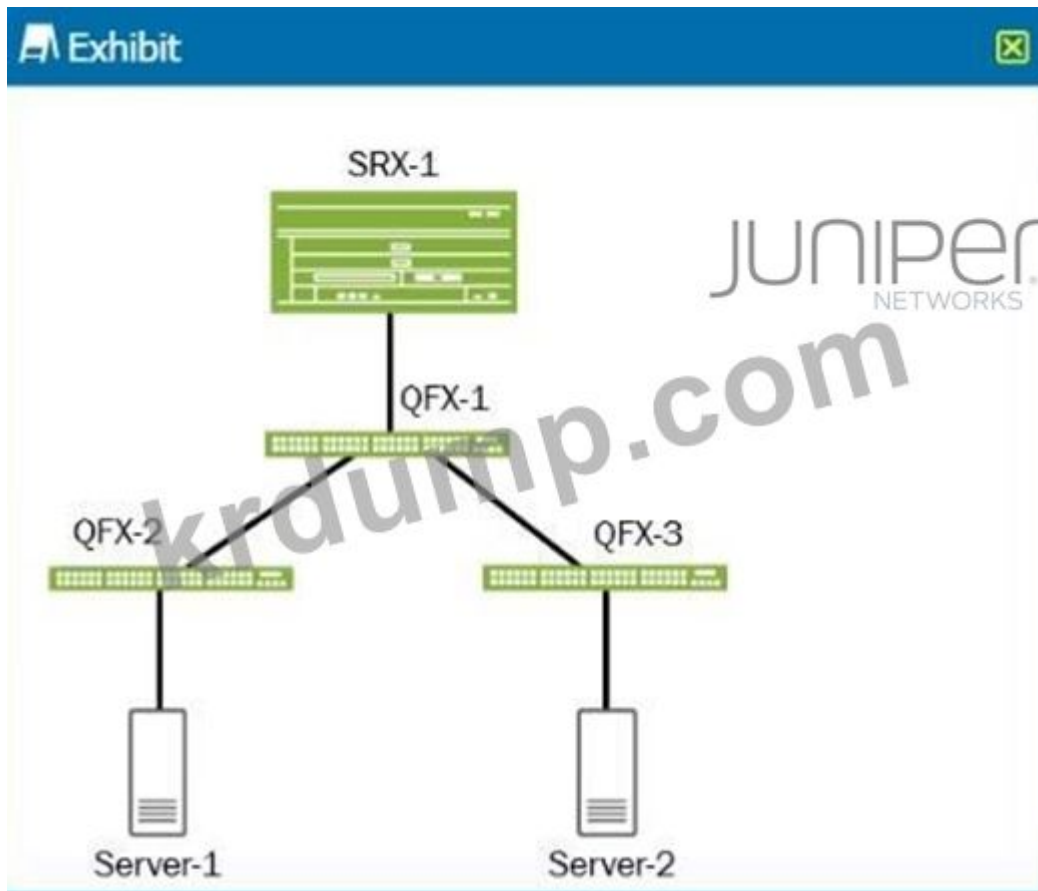 Exhibit
SRX-1
JUNIPER
NETWORKS
QFX-1
krdump.com
QFX-2
QFX-3
Server-1
Server-2